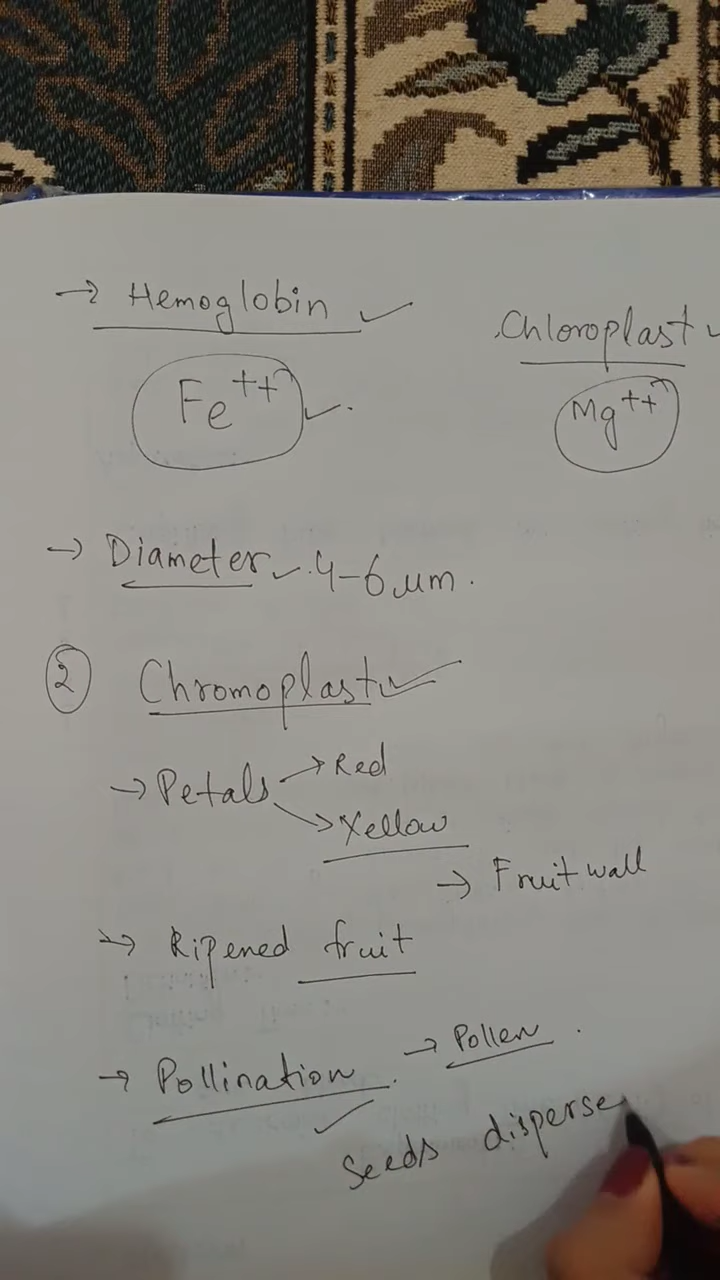 → Hemoglobin ✓
Chloroplast ✓
Fe++ ✓
Mg++
→ Diameter ✓ 4-6 μm.
② Chromoplast ✓
→ Petals → Red
→ Yellow
→ Fruit wall
→ Ripened fruit
→ Pollination. → Pollen.
✓ Seeds disperse